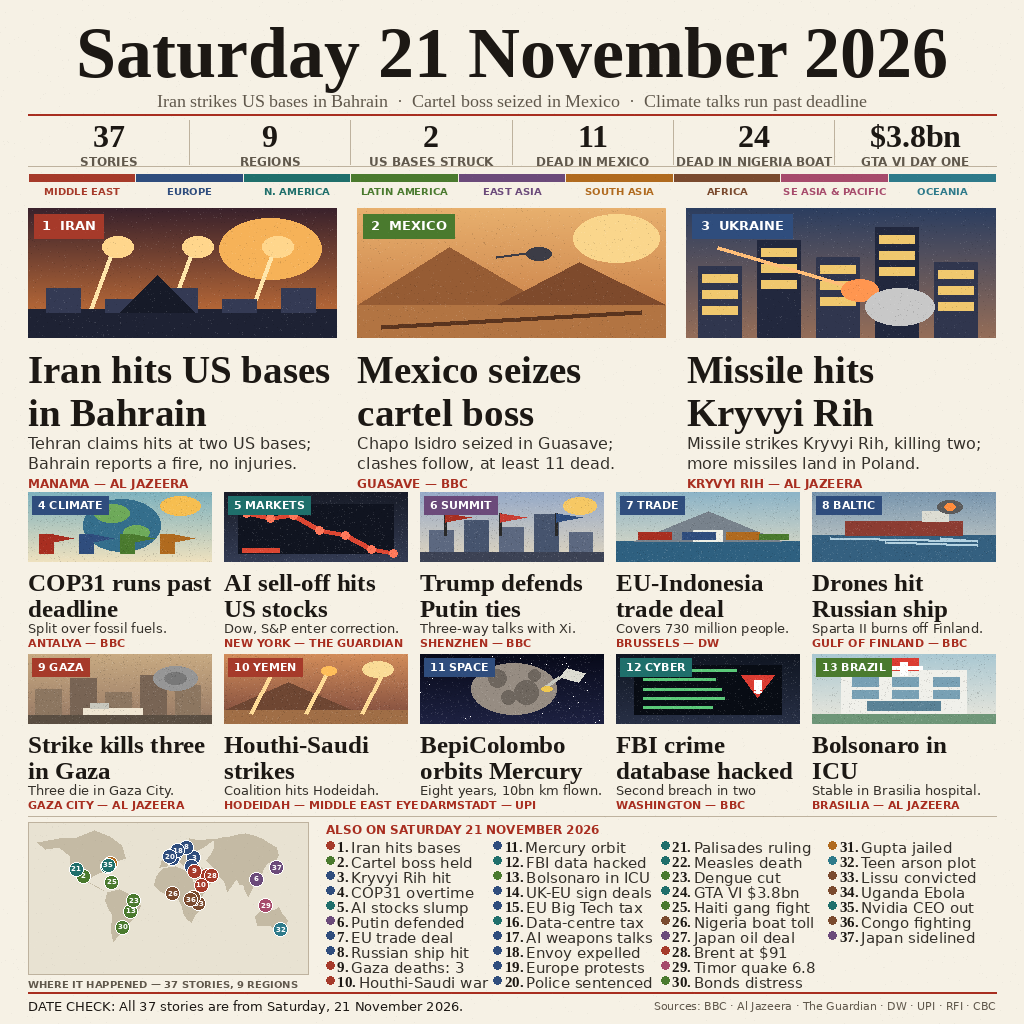 Saturday 21 November 2026
Iran strikes US bases in Bahrain · Cartel boss seized in Mexico · Climate talks run past deadline
37 9 2 11 24 $3.8bn
STORIES REGIONS US BASES STRUCK DEAD IN MEXICO DEAD IN NIGERIA BOAT GTA VI DAY ONE
MIDDLE EAST EUROPE N. AMERICA LATIN AMERICA EAST ASIA SOUTH ASIA AFRICA SE ASIA & PACIFIC OCEANIA
1 IRAN
Iran hits US bases
in Bahrain
Tehran claims hits at two US bases;
Bahrain reports a fire, no injuries.
MANAMA — AL JAZEERA
2 MEXICO
Mexico seizes
cartel boss
Chapo Isidro seized in Guasave;
clashes follow, at least 11 dead.
GUASAVE — BBC
3 UKRAINE
Missile hits
Kryvyi Rih
Missile strikes Kryvyi Rih, killing two;
more missiles land in Poland.
KRYVYI RIH — AL JAZEERA
4 CLIMATE
COP31 runs past
deadline
Split over fossil fuels.
ANTALYA — BBC
5 MARKETS
AI sell-off hits
US stocks
Dow, S&P enter correction.
NEW YORK — THE GUARDIAN
6 SUMMIT
Trump defends
Putin ties
Three-way talks with Xi.
SHENZHEN — BBC
7 TRADE
EU-Indonesia
trade deal
Covers 730 million people.
BRUSSELS — DW
8 BALTIC
Drones hit
Russian ship
Sparta II burns off Finland.
GULF OF FINLAND — BBC
9 GAZA
Strike kills three
in Gaza
Three die in Gaza City.
GAZA CITY — AL JAZEERA
10 YEMEN
Houthi-Saudi
strikes
Coalition hits Hodeidah.
HODEIDAH — MIDDLE EAST EYE
11 SPACE
BepiColombo
orbits Mercury
Eight years, 10bn km flown.
DARMSTADT — UPI
12 CYBER
FBI crime
database hacked
Second breach in two
WASHINGTON — BBC
13 BRAZIL
Bolsonaro in
ICU
Stable in Brasilia hospital.
BRASILIA — AL JAZEERA
21
2
35
25
23
13
30
20
18
8
3
9
28
10
26
36
33
6
37
29
32
WHERE IT HAPPENED — 37 STORIES, 9 REGIONS
ALSO ON SATURDAY 21 NOVEMBER 2026
1. Iran hits bases
2. Cartel boss held
3. Kryvyi Rih hit
4. COP31 overtime
5. AI stocks slump
6. Putin defended
7. EU trade deal
8. Russian ship hit
9. Gaza deaths: 3
10. Houthi-Saudi war
11. Mercury orbit
12. FBI data hacked
13. Bolsonaro in ICU
14. UK-EU sign deals
15. EU Big Tech tax
16. Data-centre tax
17. AI weapons talks
18. Envoy expelled
19. Europe protests
20. Police sentenced
21. Palisades ruling
22. Measles death
23. Dengue cut
24. GTA VI $3.8bn
25. Haiti gang fight
26. Nigeria boat toll
27. Japan oil deal
28. Brent at $91
29. Timor quake 6.8
30. Bonds distress
31. Gupta jailed
32. Teen arson plot
33. Lissu convicted
34. Uganda Ebola
35. Nvidia CEO out
36. Congo fighting
37. Japan sidelined
DATE CHECK: All 37 stories are from Saturday, 21 November 2026.
Sources: BBC · Al Jazeera · The Guardian · DW · UPI · RFI · CBC